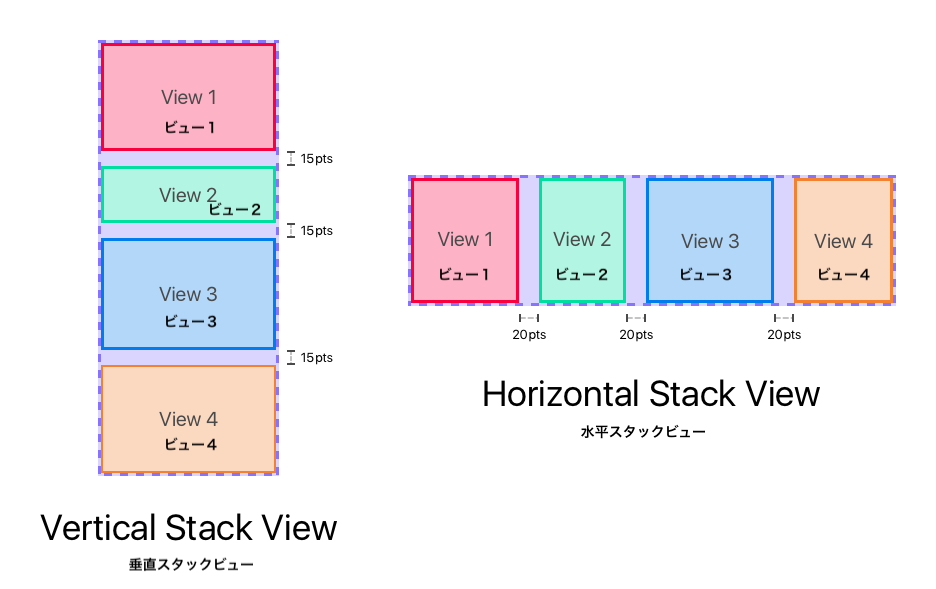 View 1
ビュー１
15pts
View 2
ビュー２
15pts
View 3
ビュー３
15pts
View 4
ビュー４
Vertical Stack View
垂直スタックビュー
View 1
ビュー１
View 2
ビュー２
View 3
ビュー３
View 4
ビュー４
20pts
20pts
20pts
Horizontal Stack View
水平スタックビュー